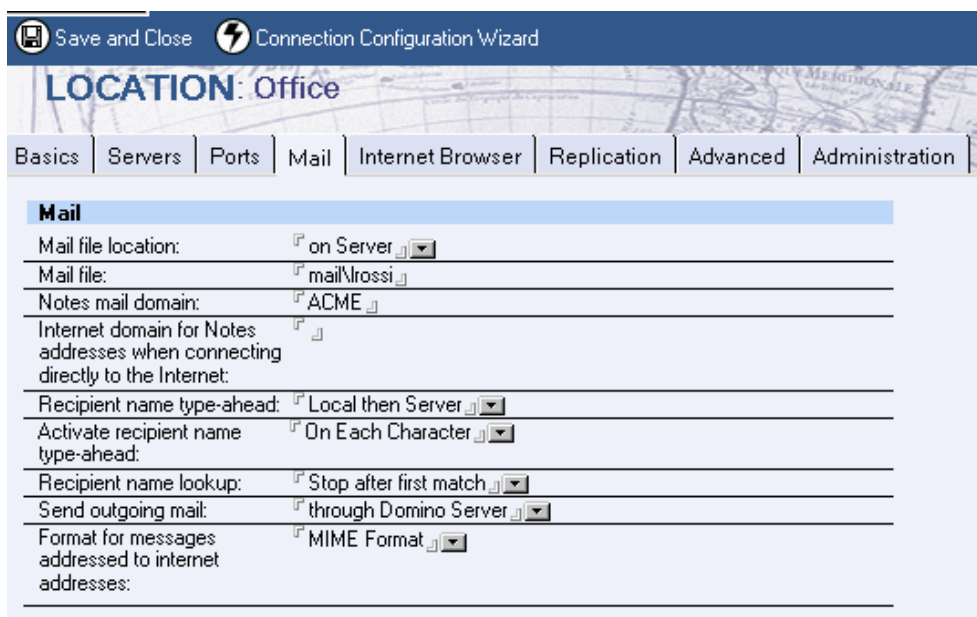 Save and Close Connection Configuration Wizard
LOCATION: Office
Basics Servers Ports Mail Internet Browser Replication Advanced Administration
Mail
Mail file location: on Server
Mail file: mail\lrossi
Notes mail domain: ACME
Internet domain for Notes
addresses when connecting
directly to the Internet:
Recipient name type-ahead: Local then Server
Activate recipient name On Each Character
type-ahead:
Recipient name lookup: Stop after first match
Send outgoing mail: through Domino Server
Format for messages MIME Format
addressed to internet
addresses: